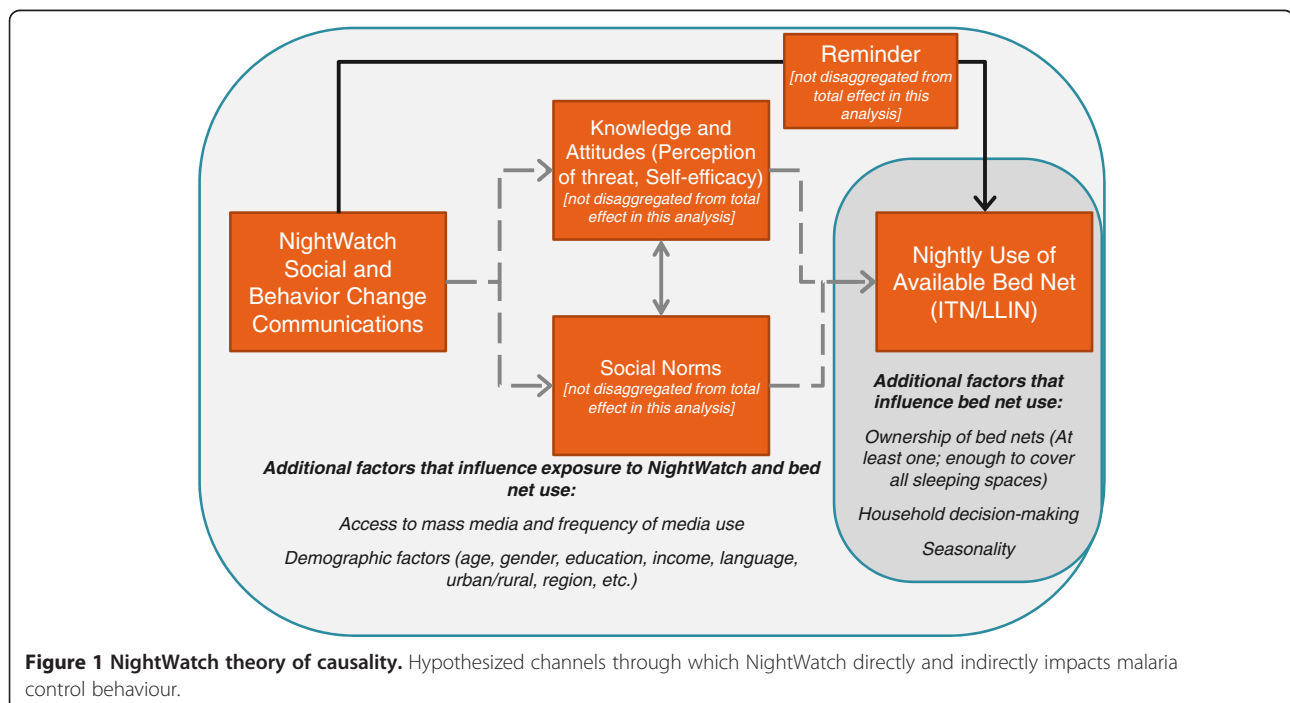 Reminder
[not disaggregated from
total effect in this
analysis]
Knowledge and
Attitudes (Perception
of threat, Self-efficacy)
[not disaggregated from total
effect in this analysis]
NightWatch
Social and
Behavior Change
Communications
Nightly Use of
Available Bed Net
(ITN/LLIN)
Social Norms
[not disaggregated from total
effect in this analysis]
Additional factors that
influence bed net use:
Ownership of bed nets (At
least one; enough to cover
all sleeping spaces)
Household decision-making
Seasonality
Additional factors that influence exposure to NightWatch and bed
net use:
Access to mass media and frequency of media use
Demographic factors (age, gender, education, income, language,
urban/rural, region, etc.)
Figure 1 NightWatch theory of causality. Hypothesized channels through which NightWatch directly and indirectly impacts malaria
control behaviour.